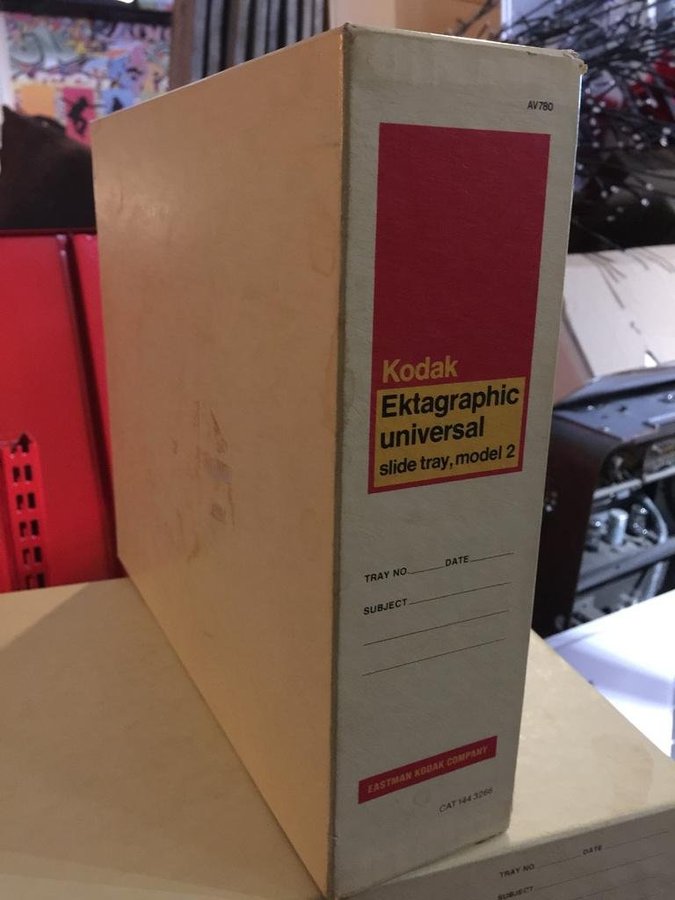 AV780
Kodak
Ektagraphic
universal
slide tray, model 2
TRAY NO. DATE
SUBJECT
EASTMAN KODAK COMPANY
CAT 144 3266
TRAY NO. DATE
SUBJECT